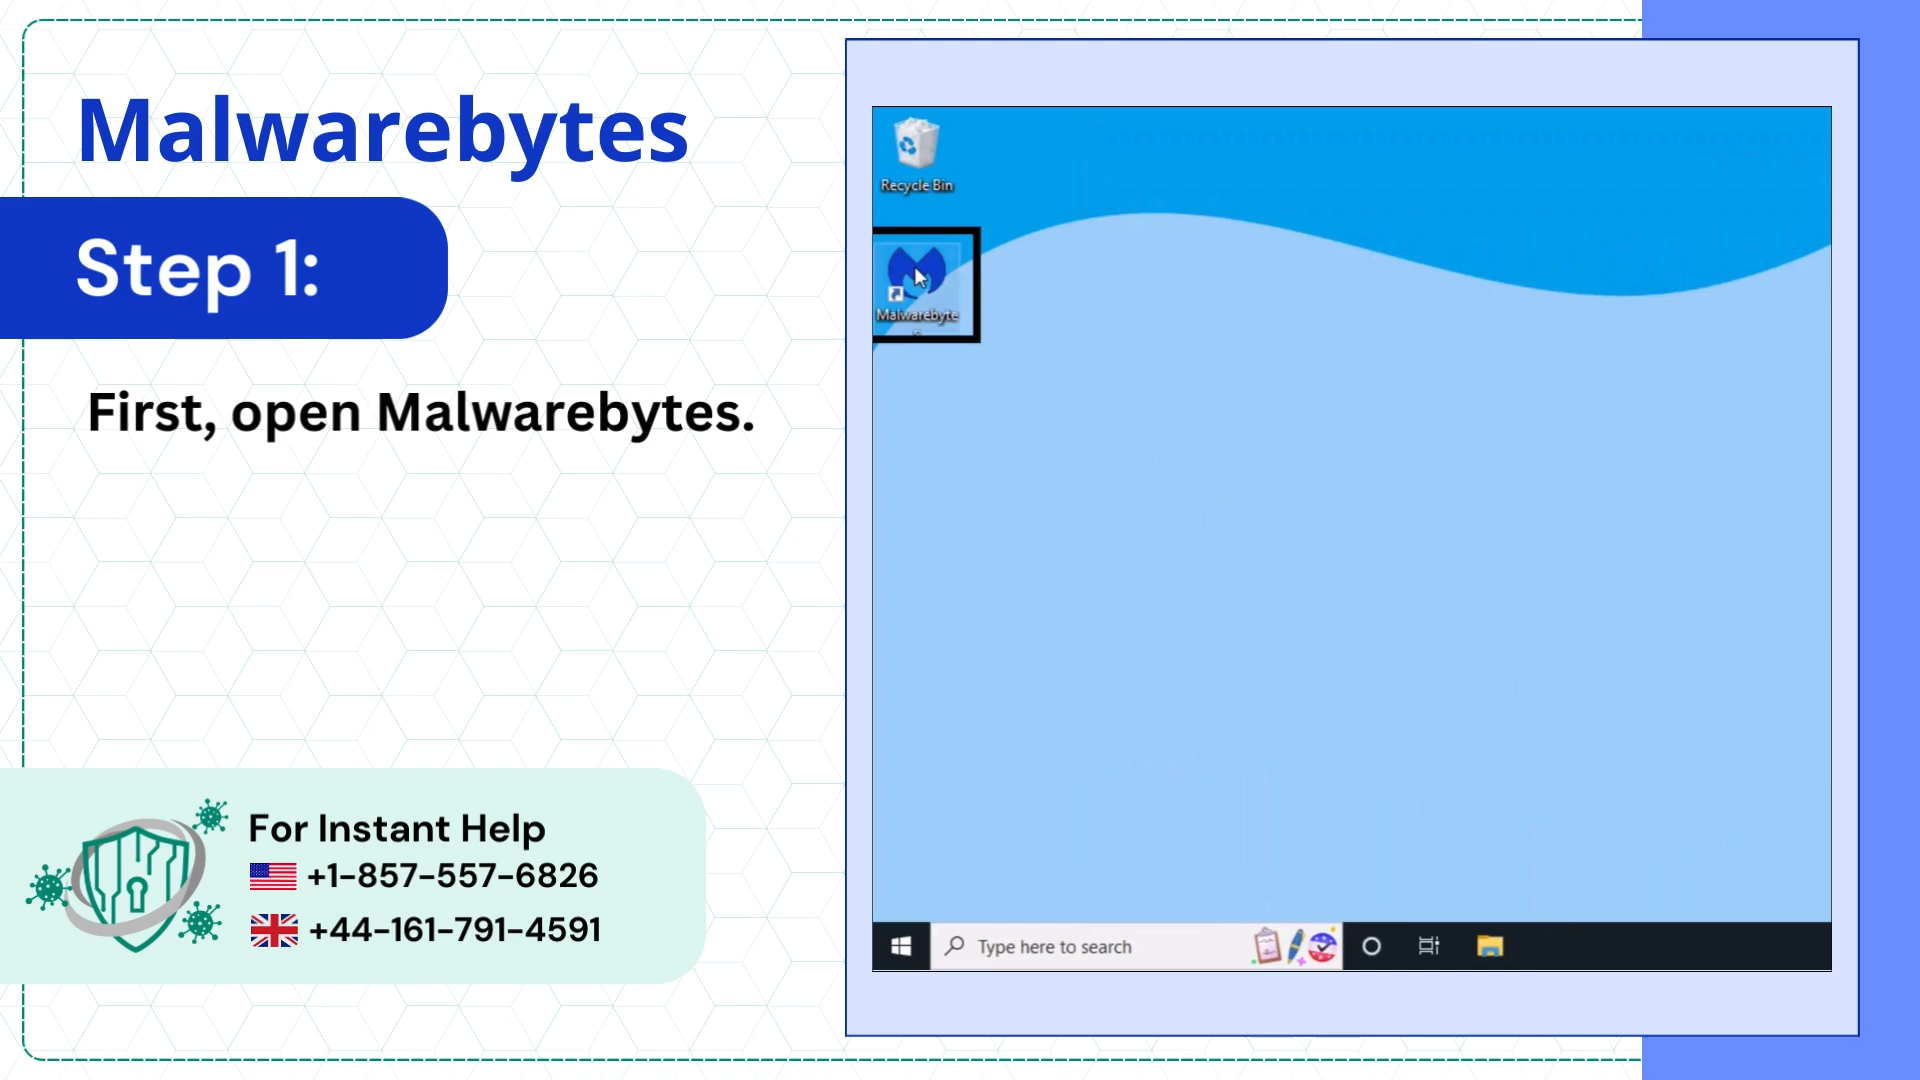 Malwarebytes
Step 1:
First, open Malwarebytes.
For Instant Help
+1-857-557-6826
+44-161-791-4591
Recycle Bin
Malwarebyte
s
Type here to search